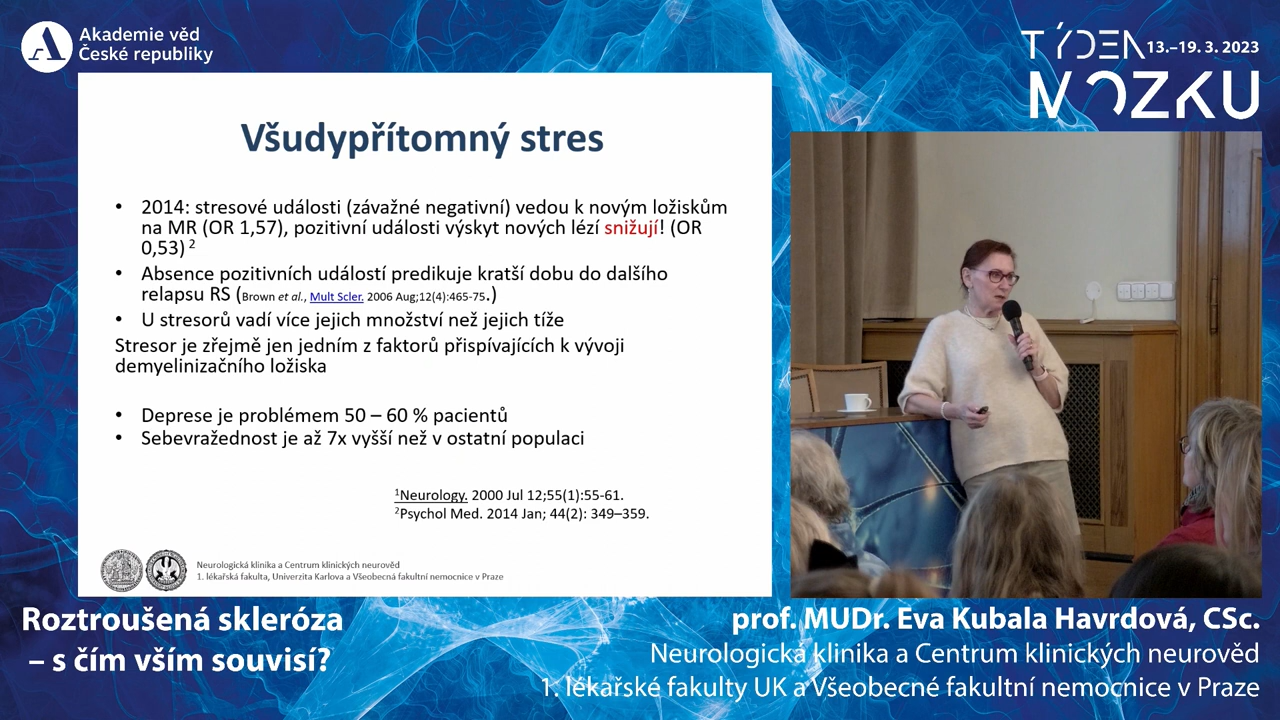 Akademie věd
České republiky
TÝDEN 13.–19. 3. 2023
MOZKU
Všudypřítomný stres
• 2014: stresové události (závažné negativní) vedou k novým ložiskům
na MR (OR 1,57), pozitivní události výskyt nových lézí snižují! (OR
0,53) 2
• Absence pozitivních událostí predikuje kratší dobu do dalšího
relapsu RS (Brown et al., Mult Scler. 2006 Aug;12(4):465-75.)
• U stresorů vadí více jejich množství než jejich tíže
Stresor je zřejmě jen jedním z faktorů přispívajících k vývoji
demyelinizačního ložiska
• Deprese je problémem 50 – 60 % pacientů
• Sebevražednost je až 7x vyšší než v ostatní populaci
1Neurology. 2000 Jul 12;55(1):55-61.
2Psychol Med. 2014 Jan; 44(2): 349–359.
Neurologická klinika a Centrum klinických neurověd
1. lékařská fakulta, Univerzita Karlova a Všeobecná fakultní nemocnice v Praze
Roztroušená skleróza
– s čím vším souvisí?
prof. MUDr. Eva Kubala Havrdová, CSc.
Neurologická klinika a Centrum klinických neurověd
1. lékařské fakulty UK a Všeobecné fakultní nemocnice v Praze